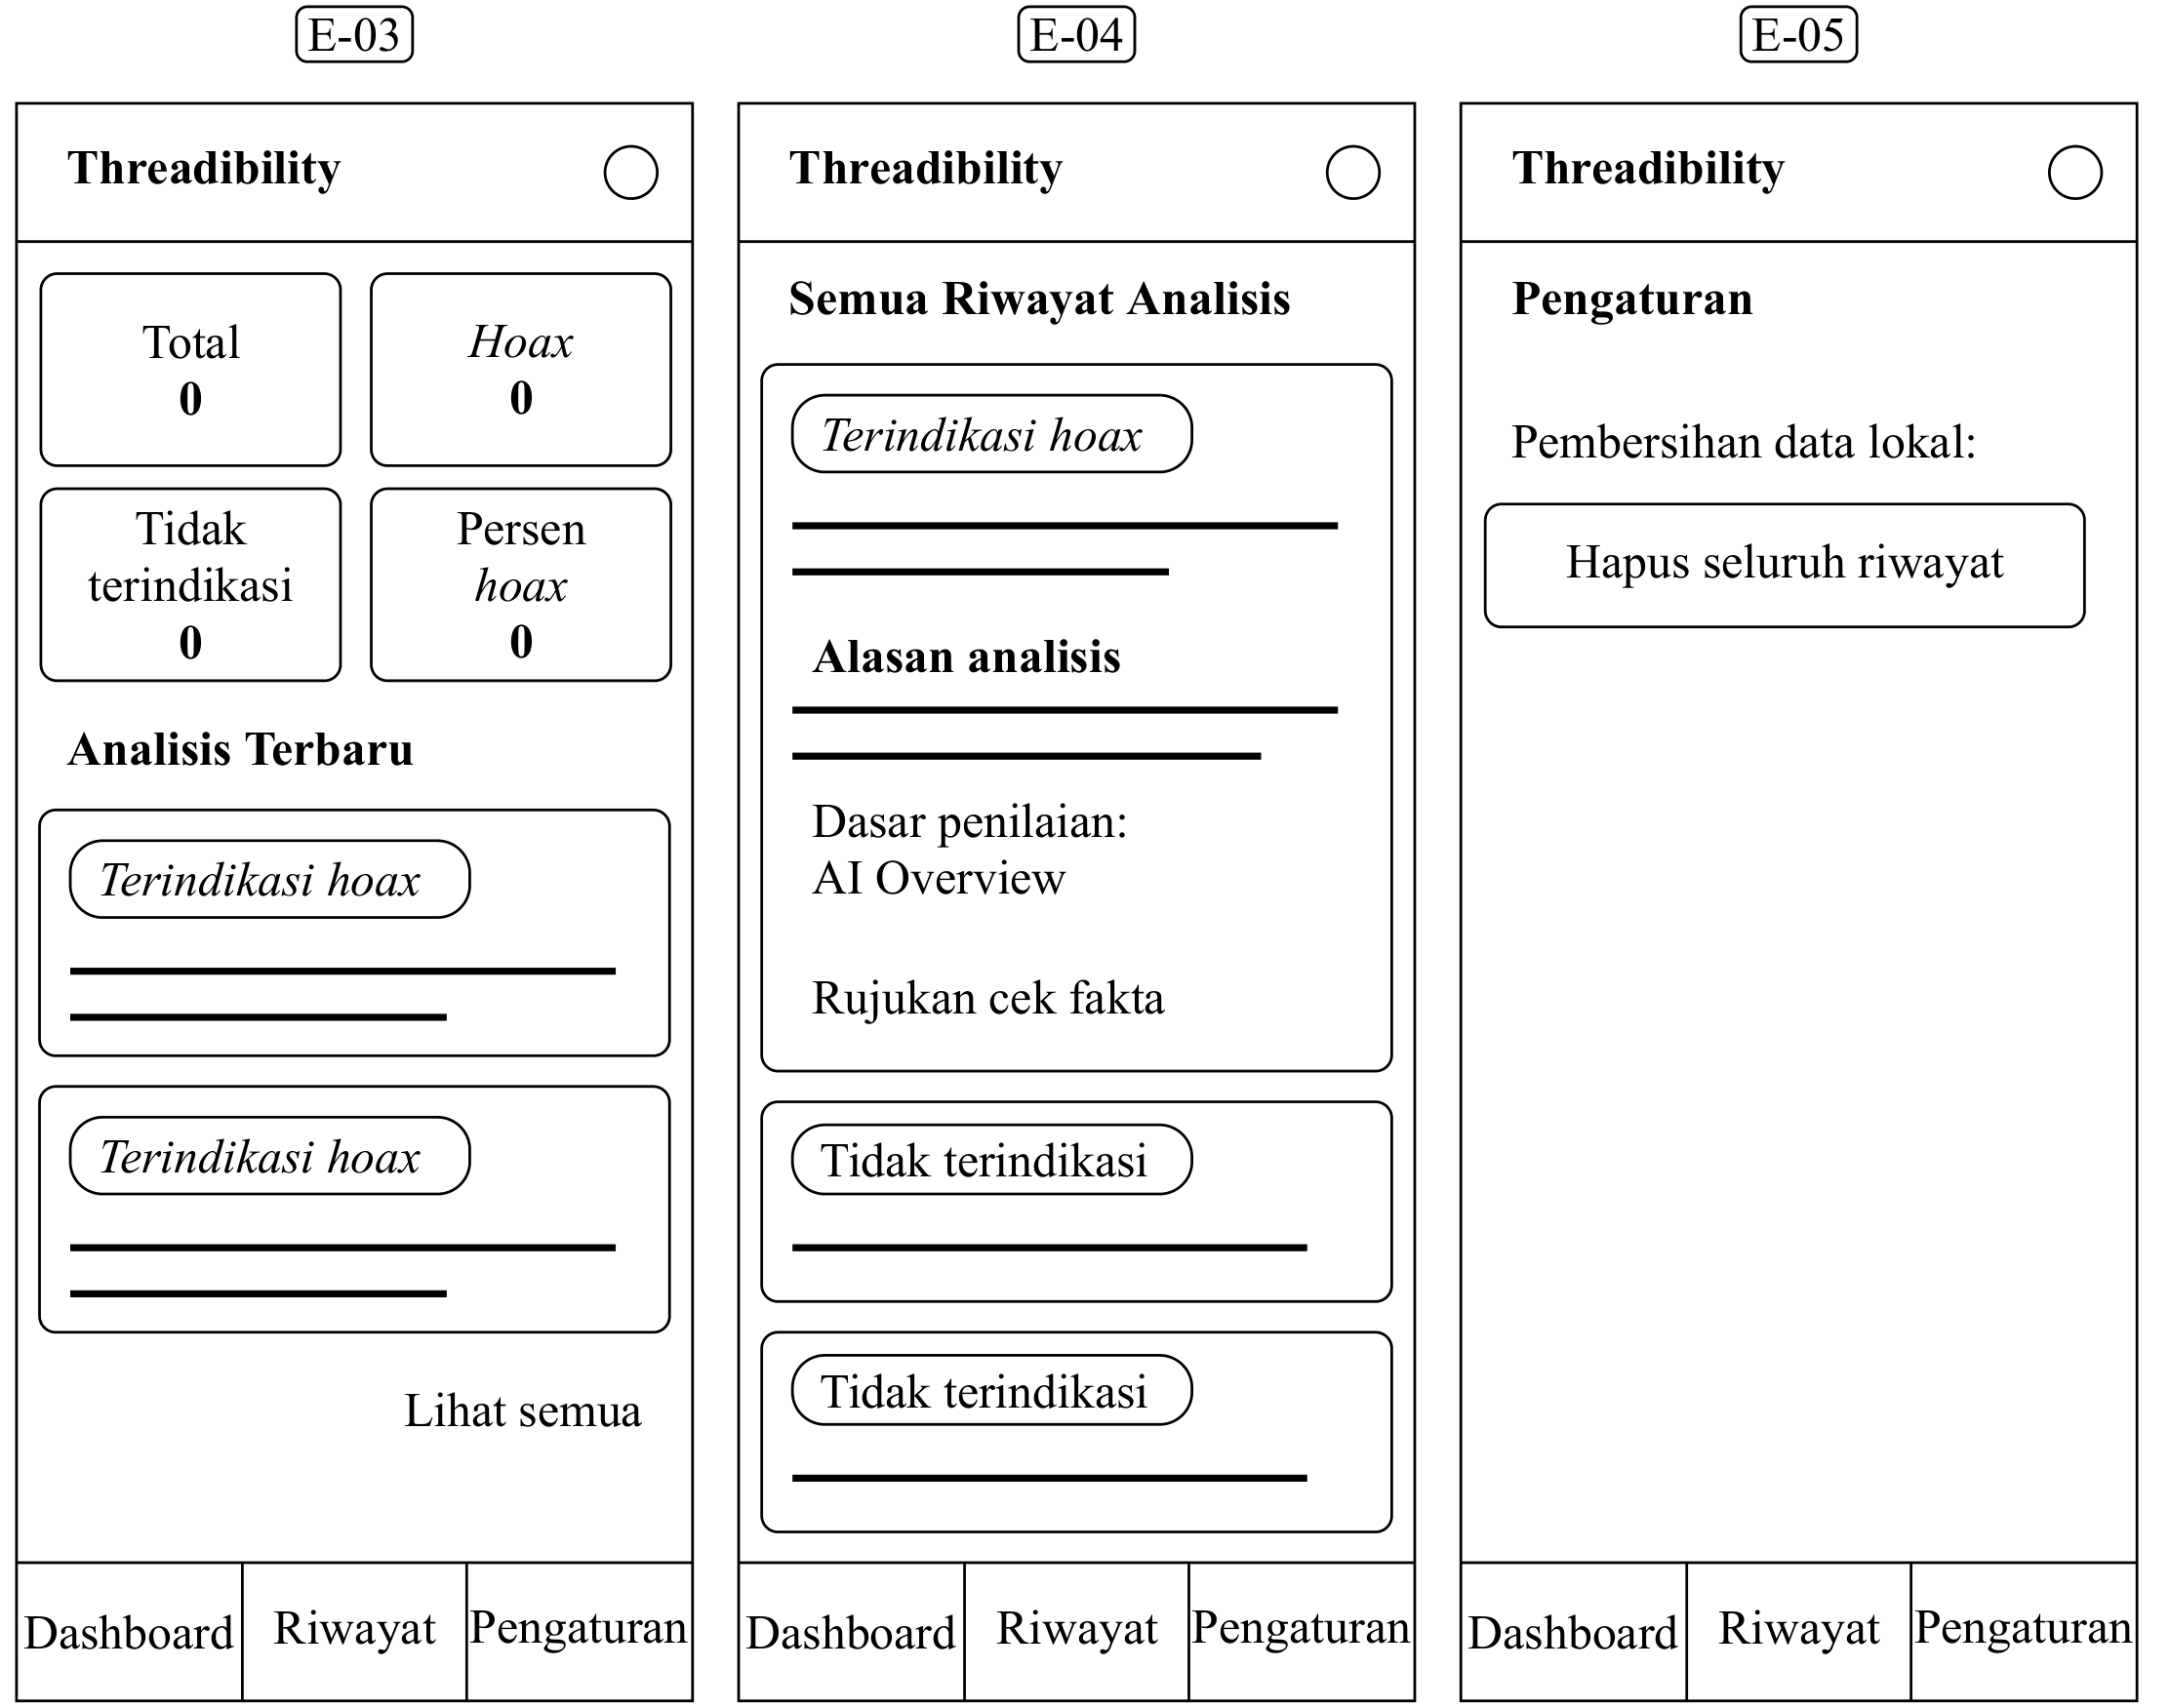 E-03
Threadibility
Total
0
Hoax
0
Tidak
terindikasi
0
Persen
hoax
0
Analisis Terbaru
Terindikasi hoax
Terindikasi hoax
Lihat semua
Dashboard
Riwayat
Pengaturan
E-04
Threadibility
Semua Riwayat Analisis
Terindikasi hoax
Alasan analisis
Dasar penilaian:
AI Overview
Rujukan cek fakta
Tidak terindikasi
Tidak terindikasi
Dashboard
Riwayat
Pengaturan
E-05
Threadibility
Pengaturan
Pembersihan data lokal:
Hapus seluruh riwayat
Dashboard
Riwayat
Pengaturan